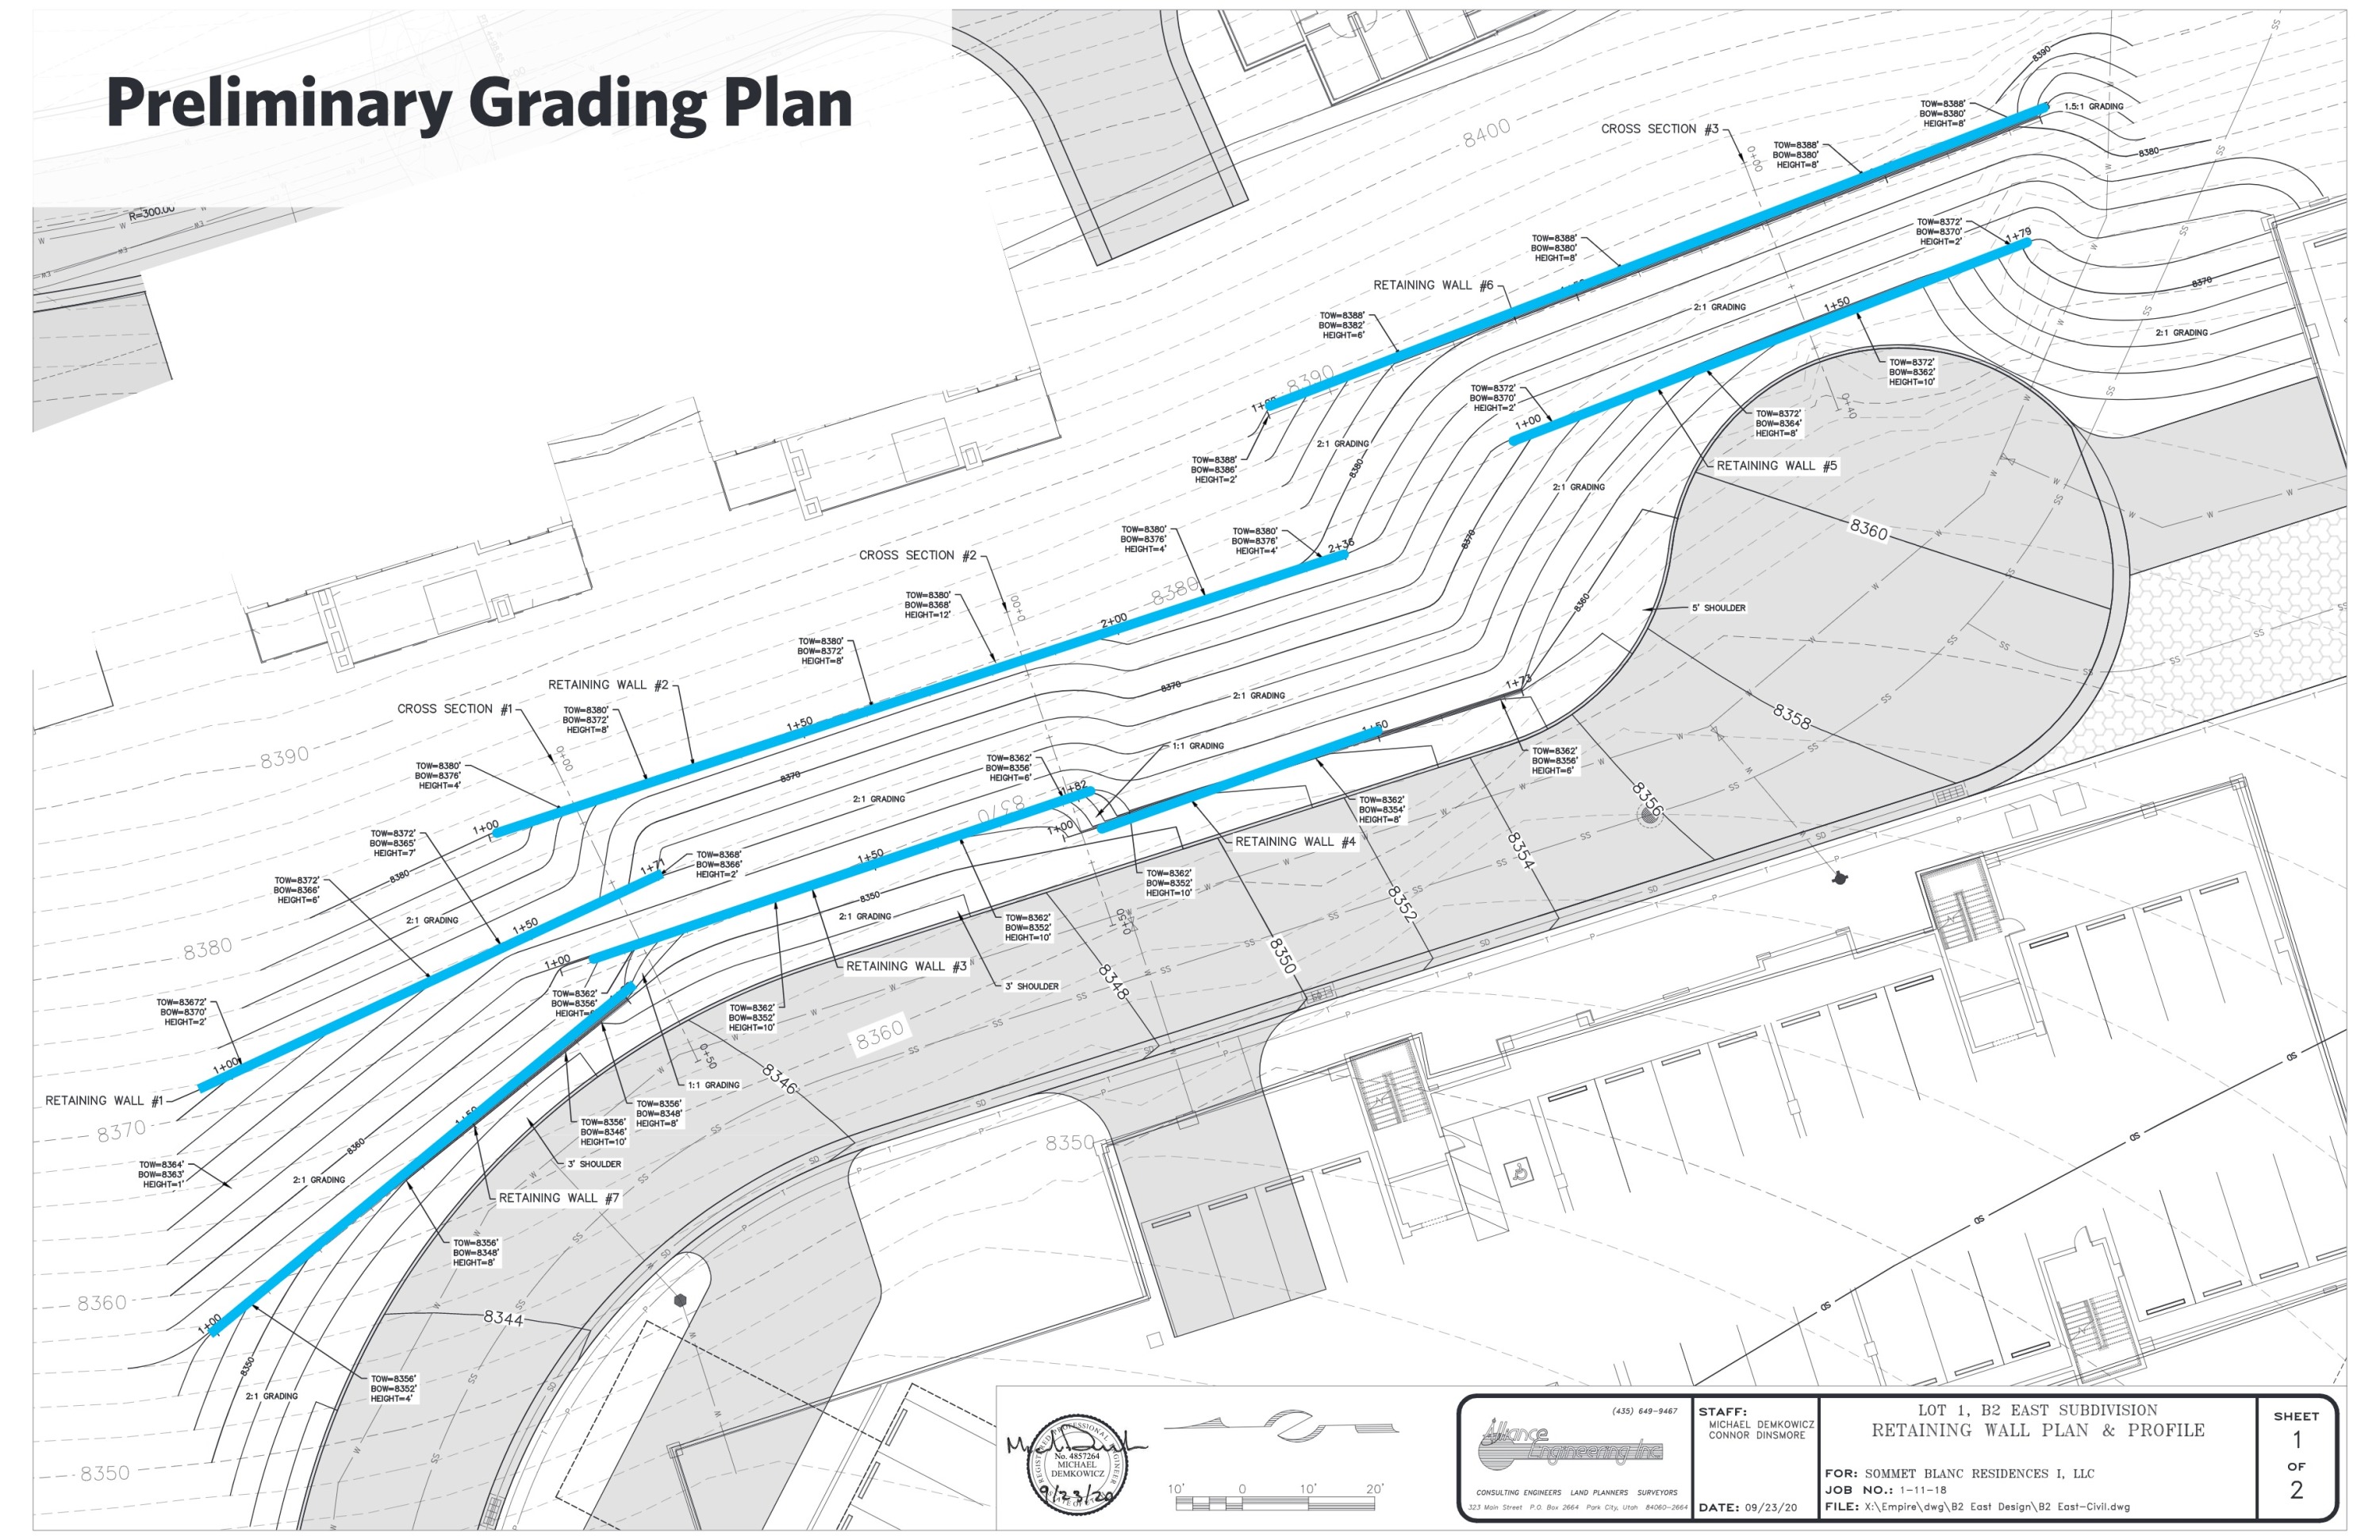 Preliminary Grading Plan
R=300.00
8400
8390
TOW=8388'
BOW=8380'
HEIGHT=8'
1.5:1 GRADING
CROSS SECTION #3
0+00
TOW=8388'
BOW=8380'
HEIGHT=8'
8380
TOW=8388'
BOW=8380'
HEIGHT=8'
TOW=8372'
BOW=8370'
HEIGHT=2'
1+79
RETAINING WALL #6
8370
TOW=8388'
BOW=8382'
HEIGHT=6'
2:1 GRADING
1+50
2:1 GRADING
8390
TOW=8372'
BOW=8362'
HEIGHT=10'
TOW=8372'
BOW=8370'
HEIGHT=2'
1+00
0+40
TOW=8372'
BOW=8364'
HEIGHT=8'
2:1 GRADING
8380
TOW=8388'
BOW=8386'
HEIGHT=2'
RETAINING WALL #5
2:1 GRADING
8360
TOW=8380'
BOW=8376'
HEIGHT=4'
TOW=8380'
BOW=8376'
HEIGHT=4'
8370
CROSS SECTION #2
8380
TOW=8380'
BOW=8368'
HEIGHT=12'
0+00
2+00
8360
5' SHOULDER
TOW=8380'
BOW=8372'
HEIGHT=8'
RETAINING WALL #2
8370
2:1 GRADING
1+73
CROSS SECTION #1
TOW=8380'
BOW=8372'
HEIGHT=8'
1+50
8358
8390
0+00
1:1 GRADING
TOW=8362'
BOW=8356'
HEIGHT=6'
TOW=8362'
BOW=8356'
HEIGHT=6'
TOW=8380'
BOW=8376'
HEIGHT=4'
8370
1+82
2:1 GRADING
8370
8356
TOW=8362'
BOW=8354'
HEIGHT=8'
1+00
1+00
TOW=8372'
BOW=8365'
HEIGHT=7'
RETAINING WALL #4
8354
1+50
TOW=8368'
BOW=8366'
HEIGHT=2'
1+71
TOW=8372'
BOW=8366'
HEIGHT=6'
8380
8350
TOW=8362'
BOW=8352'
HEIGHT=10'
8352
2:1 GRADING
2:1 GRADING
1+50
0+50
TOW=8362'
BOW=8352'
HEIGHT=10'
8380
1+00
RETAINING WALL #3
8350
3' SHOULDER
8348
TOW=83672'
BOW=8370'
HEIGHT=2'
TOW=8362'
BOW=8356'
TOW=8362'
BOW=8352'
HEIGHT=10'
8360
1+00
0+50
8346
1:1 GRADING
RETAINING WALL #1
TOW=8356'
BOW=8348'
HEIGHT=8'
TOW=8356'
BOW=8346'
HEIGHT=10'
8370
8360
8350
3' SHOULDER
TOW=8364'
BOW=8363'
HEIGHT=1'
2:1 GRADING
RETAINING WALL #7
TOW=8356'
BOW=8348'
HEIGHT=8'
8360
1+00
8344
8350
TOW=8356'
BOW=8352'
HEIGHT=4'
2:1 GRADING
8350
REGISTERED PROFESSIONAL ENGINEER
No. 4857264
MICHAEL
DEMKOWICZ
9/23/20
10' 0 10' 20'
(435) 649-9467
Alliance
Engineering Inc.
CONSULTING ENGINEERS LAND PLANNERS SURVEYORS
323 Main Street P.O. Box 2664 Park City, Utah 84060-2664
STAFF:
MICHAEL DEMKOWICZ
CONNOR DINSMORE
DATE: 09/23/20
LOT 1, B2 EAST SUBDIVISION
RETAINING WALL PLAN & PROFILE
FOR: SOMMET BLANC RESIDENCES I, LLC
JOB NO.: 1-11-18
FILE: X:\Empire\dwg\B2 East Design\B2 East-Civil.dwg
SHEET
1
OF
2